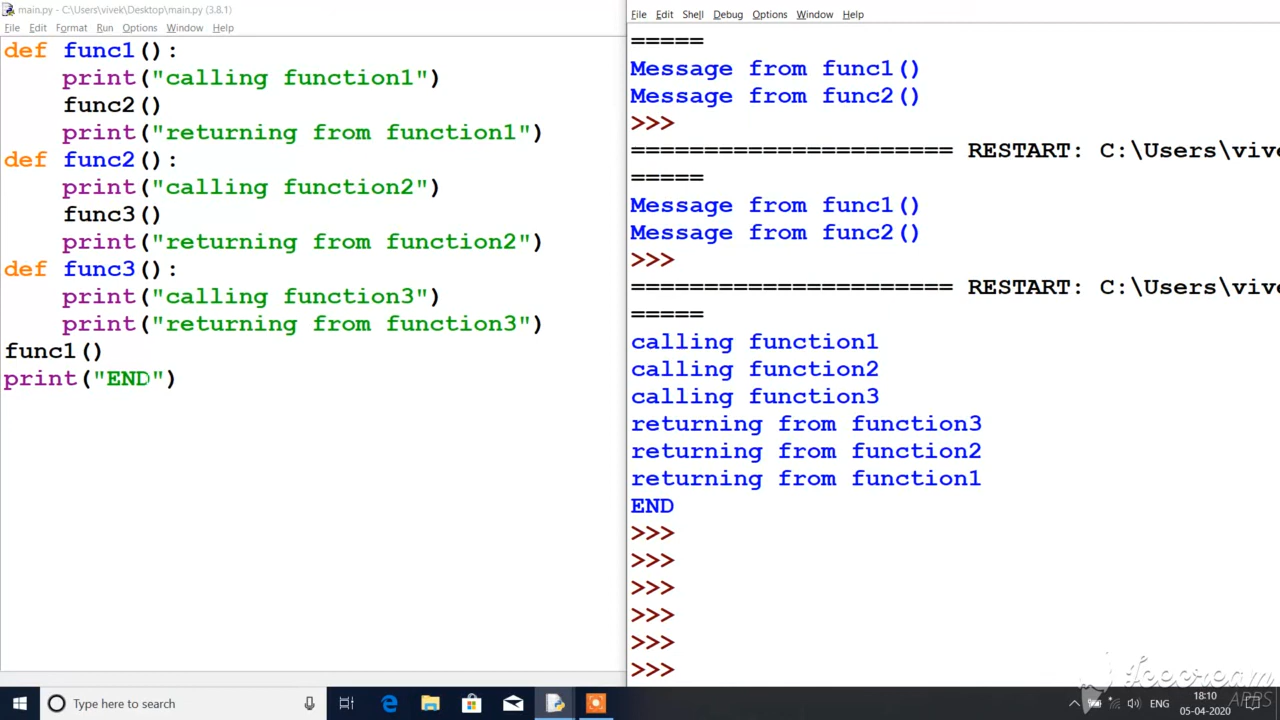 main.py - C:\Users\vivek\Desktop\main.py (3.8.1)
File Edit Format Run Options Window Help
def func1():
    print("calling function1")
    func2()
    print("returning from function1")
def func2():
    print("calling function2")
    func3()
    print("returning from function2")
def func3():
    print("calling function3")
    print("returning from function3")
func1()
print("END")
File Edit Shell Debug Options Window Help
=====
Message from func1()
Message from func2()
>>>
====================== RESTART: C:\Users\vive
=====
Message from func1()
Message from func2()
>>>
====================== RESTART: C:\Users\vive
=====
calling function1
calling function2
calling function3
returning from function3
returning from function2
returning from function1
END
>>>
>>>
>>>
>>>
>>>
>>>
Icecream
APPS
Type here to search
ENG
18:10
05-04-2020